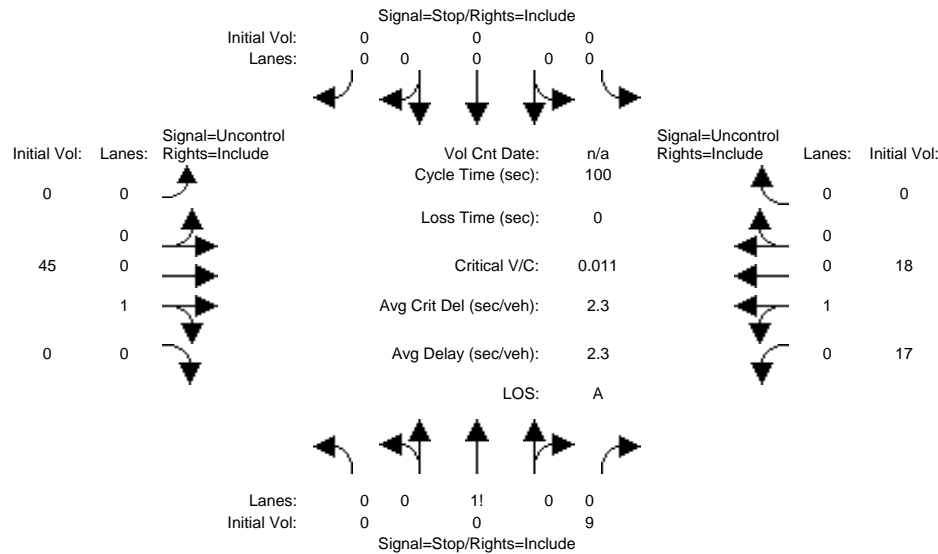 Signal=Stop/Rights=Include
Initial Vol: 0 0 0
Lanes: 0 0 0 0 0
Signal=Uncontrol
Initial Vol: Lanes: Rights=Include
Vol Cnt Date: n/a
Signal=Uncontrol
Rights=Include Lanes: Initial Vol:
Cycle Time (sec): 100
0 0
0 0
Loss Time (sec): 0
0
0
45 0
Critical V/C: 0.011
0 18
1
Avg Crit Del (sec/veh): 2.3
1
0 0
Avg Delay (sec/veh): 2.3
0 17
LOS: A
Lanes: 0 0 1! 0 0
Initial Vol: 0 0 9
Signal=Stop/Rights=Include